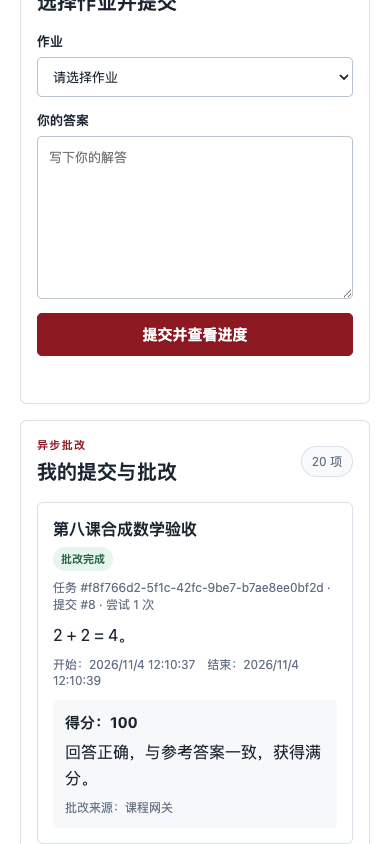 选择作业并提交
作业
请选择作业
你的答案
写下你的解答
提交并查看进度
异步批改
我的提交与批改
20 项
第八课合成数学验收
批改完成
任务 #f8f766d2-5f1c-42fc-9be7-b7ae8ee0bf2d ·
提交 #8 · 尝试 1 次
2 + 2 = 4。
开始：2026/11/4 12:10:37 结束：2026/11/4
12:10:39
得分：100
回答正确，与参考答案一致，获得满
分。
批改来源：课程网关